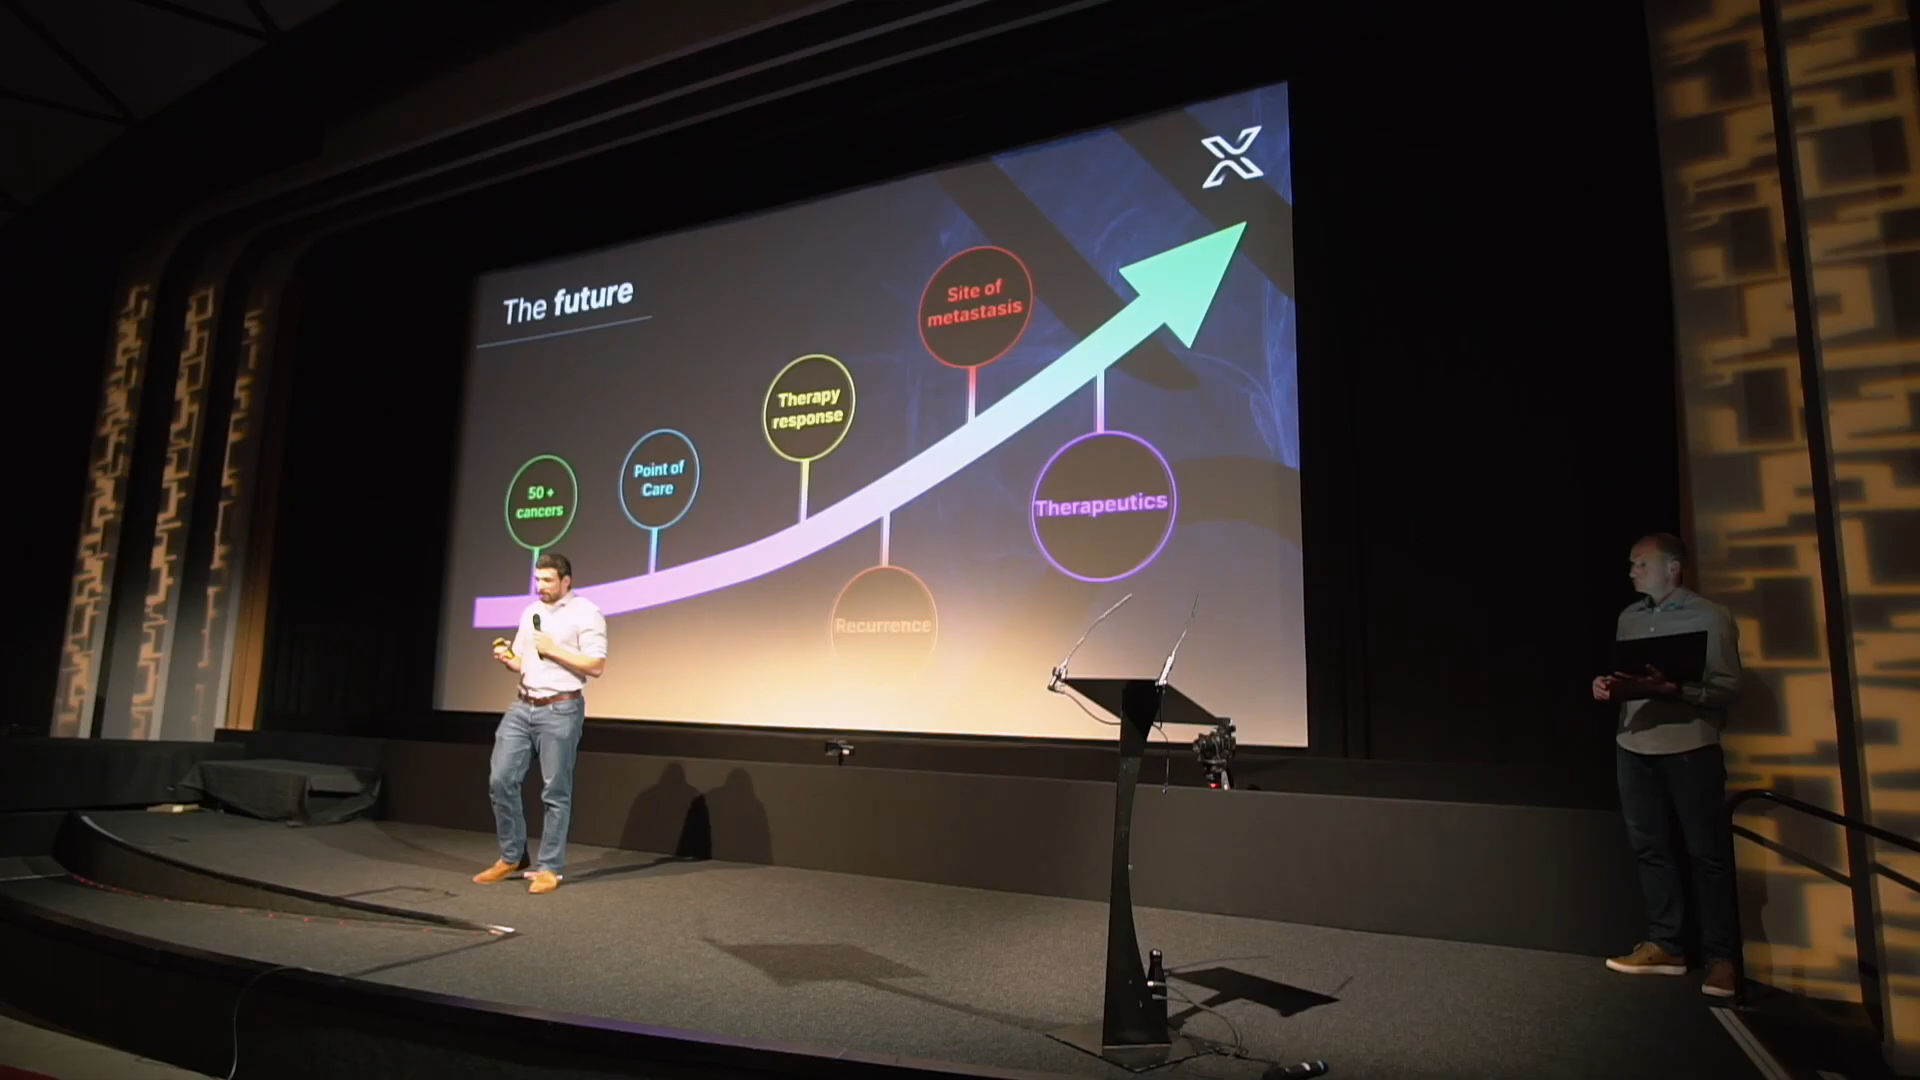 The future
50 +
cancers
Point of
Care
Therapy
response
Recurrence
Site of
metastasis
Therapeutics